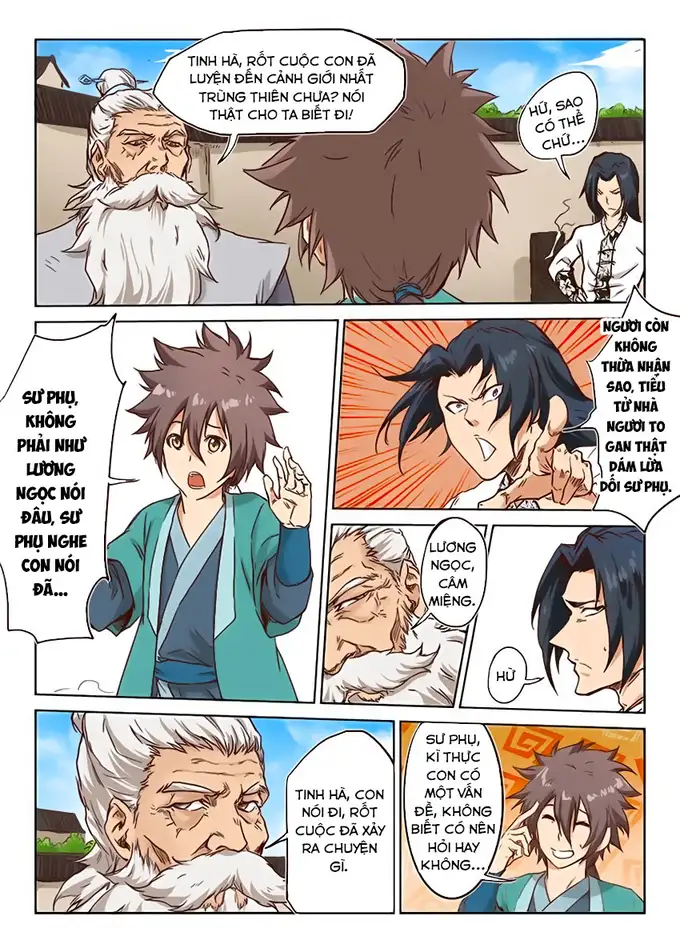 TINH HÀ, RỐT CUỘC CON ĐÃ
LUYỆN ĐẾN CẢNH GIỚI NHẤT
TRÙNG THIÊN CHƯA? NÓI
THẬT CHO TA BIẾT ĐI!
HỨ, SAO
CÓ THỂ
CHỨ...
NGƯƠI CÒN
KHÔNG
THỪA NHẬN
SAO, TIỂU
TỬ NHÀ
NGƯƠI TO
GAN THẬT
DÁM LỪA
DỐI SƯ PHỤ.
SƯ PHỤ,
KHÔNG
PHẢI NHƯ
LƯƠNG
NGỌC NÓI
ĐÂU, SƯ
PHỤ NGHE
CON NÓI
ĐÃ...
LƯƠNG
NGỌC,
CÂM
MIỆNG.
HỪ
TINH HÀ, CON
NÓI ĐI, RỐT
CUỘC ĐÃ XẢY
RA CHUYỆN
GÌ.
SƯ PHỤ,
KÌ THỰC
CON CÓ
MỘT VẤN
ĐỀ, KHÔNG
BIẾT CÓ NÊN
HỎI HAY
KHÔNG...